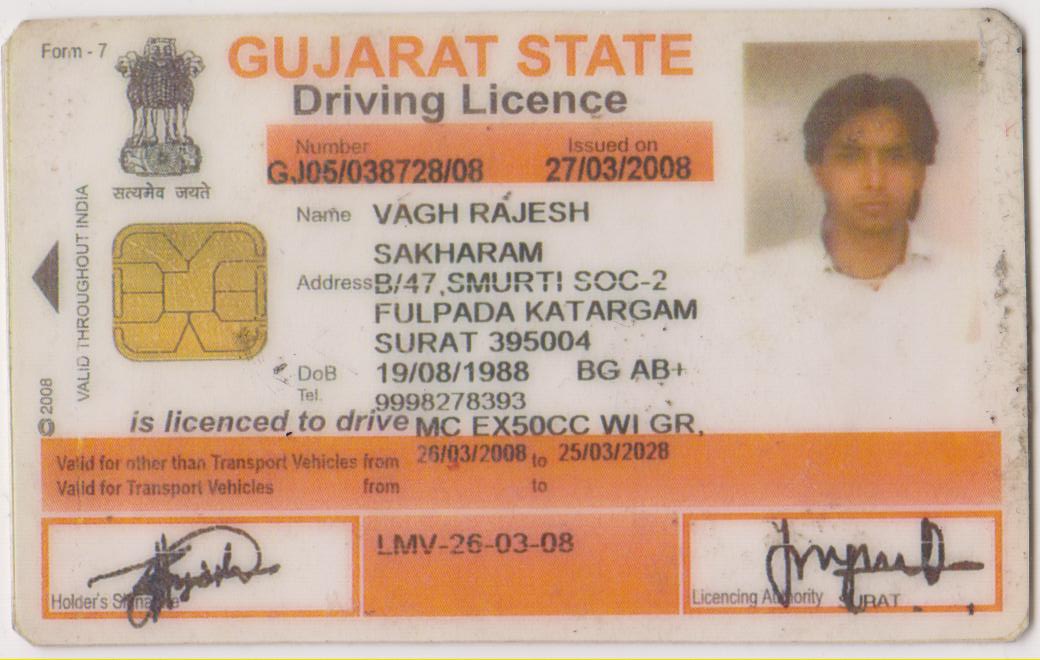 Form - 7
GUJARAT STATE
Driving Licence
सत्यमेव जयते
Number Issued on
GJ05/038728/08 27/03/2008
VALID THROUGHOUT INDIA
© 2008
Name VAGH RAJESH
SAKHARAM
Address B/47,SMURTI SOC-2
FULPADA KATARGAM
SURAT 395004
DoB 19/08/1988 BG AB+
Tel. 9998278393
is licenced to drive MC EX50CC WI GR,
Valid for other than Transport Vehicles from 26/03/2008 to 25/03/2028
Valid for Transport Vehicles from to
LMV-26-03-08
Holder's Signature
Licencing Authority SURAT